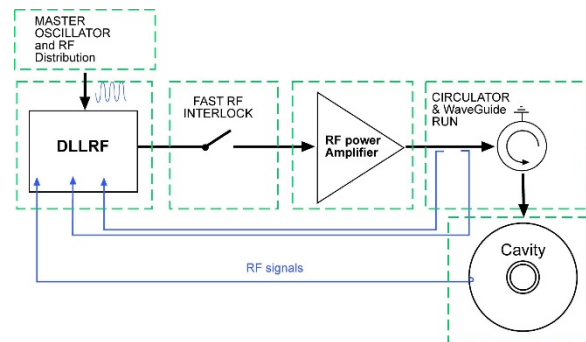 MASTER
OSCILLATOR
and RF
Distribution
DLLRF
FAST RF
INTERLOCK
RF power
Amplifier
CIRCULATOR
& WaveGuide
RUN
Cavity
RF signals